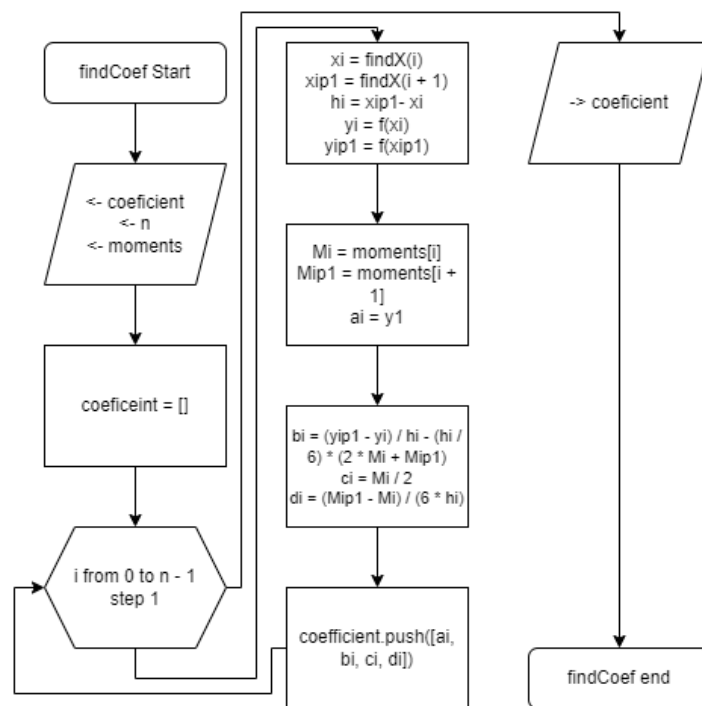 findCoef Start
<- coeficient
<- n
<- moments
coeficeint = []
i from 0 to n - 1
step 1
xi = findX(i)
xip1 = findX(i + 1)
hi = xip1- xi
yi = f(xi)
yip1 = f(xip1)
Mi = moments[i]
Mip1 = moments[i +
1]
ai = y1
bi = (yip1 - yi) / hi - (hi /
6) * (2 * Mi + Mip1)
ci = Mi / 2
di = (Mip1 - Mi) / (6 * hi)
coefficient.push([ai,
bi, ci, di])
-> coeficient
findCoef end